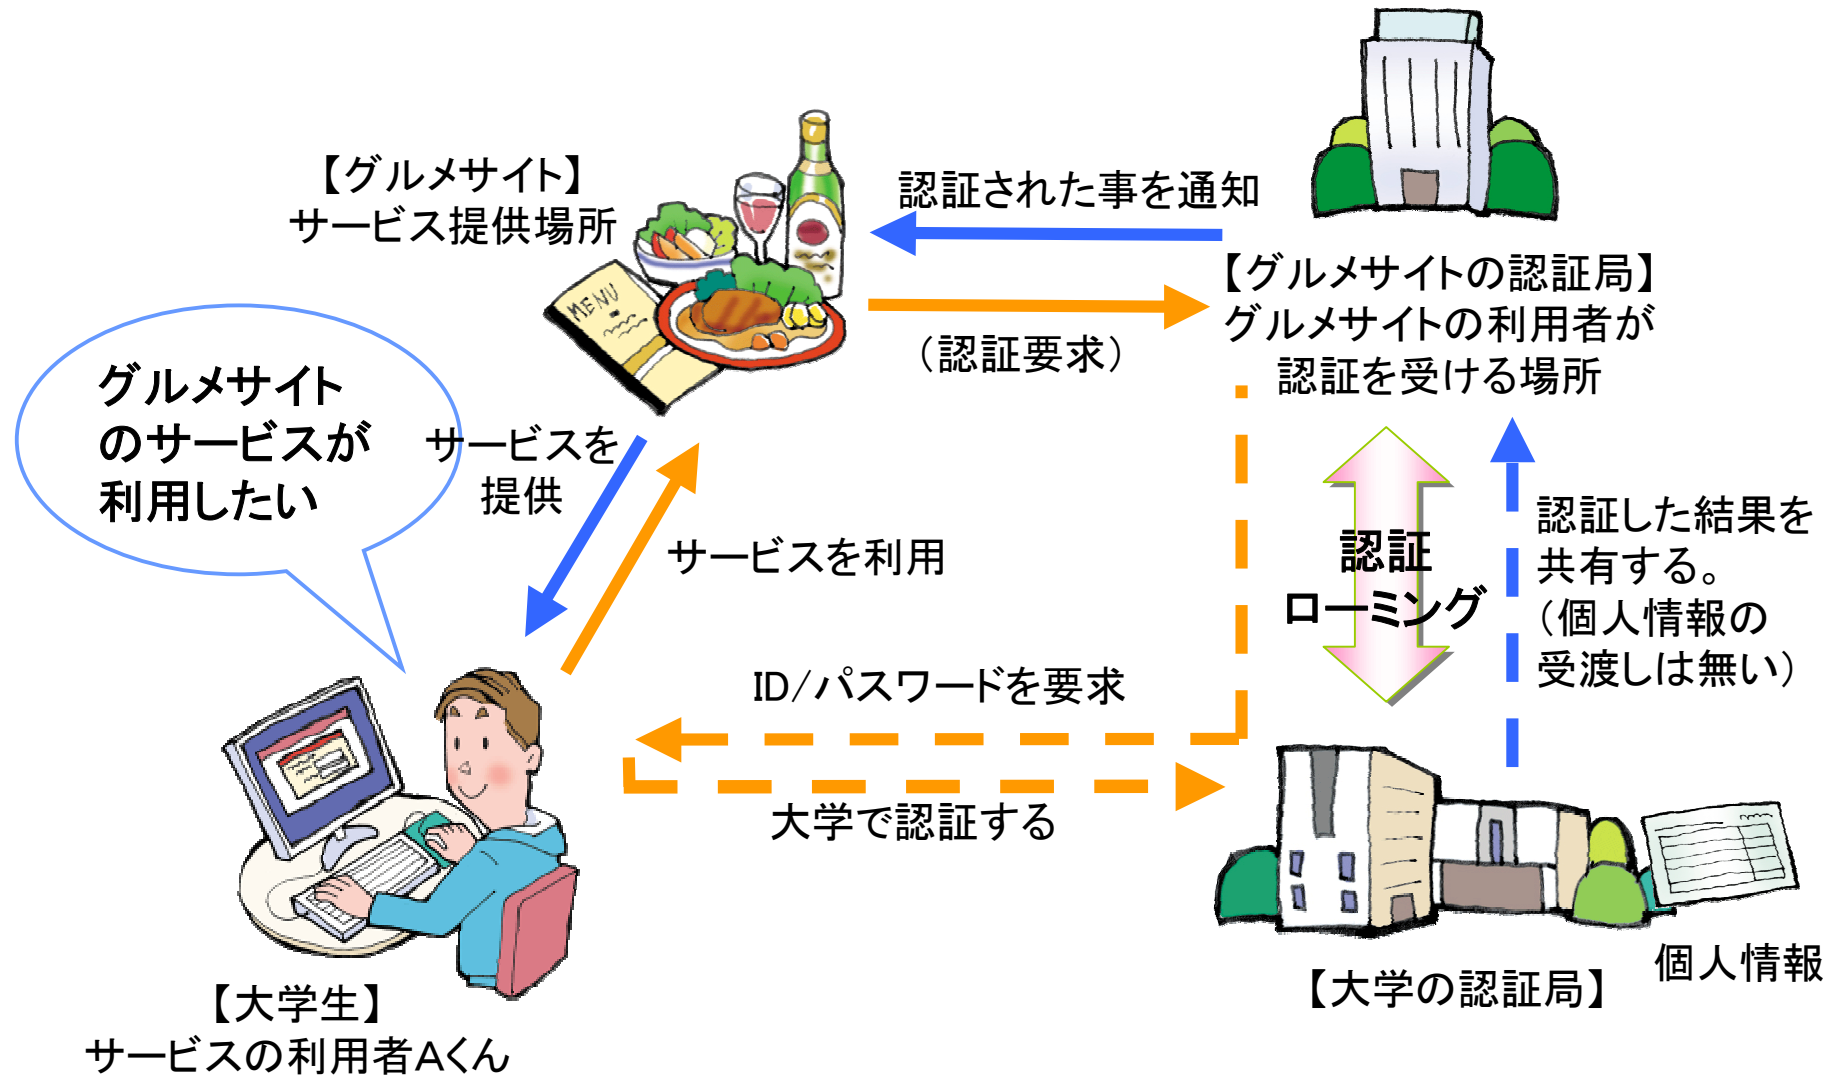 【グルメサイト】
サービス提供場所
MENU
認証された事を通知
（認証要求）
【グルメサイトの認証局】
グルメサイトの利用者が
認証を受ける場所
グルメサイト
のサービスが
利用したい
サービスを
提供
サービスを利用
認証
ローミング
認証した結果を
共有する。
（個人情報の
受渡しは無い）
ID/パスワードを要求
大学で認証する
【大学生】
サービスの利用者Aくん
【大学の認証局】
個人情報